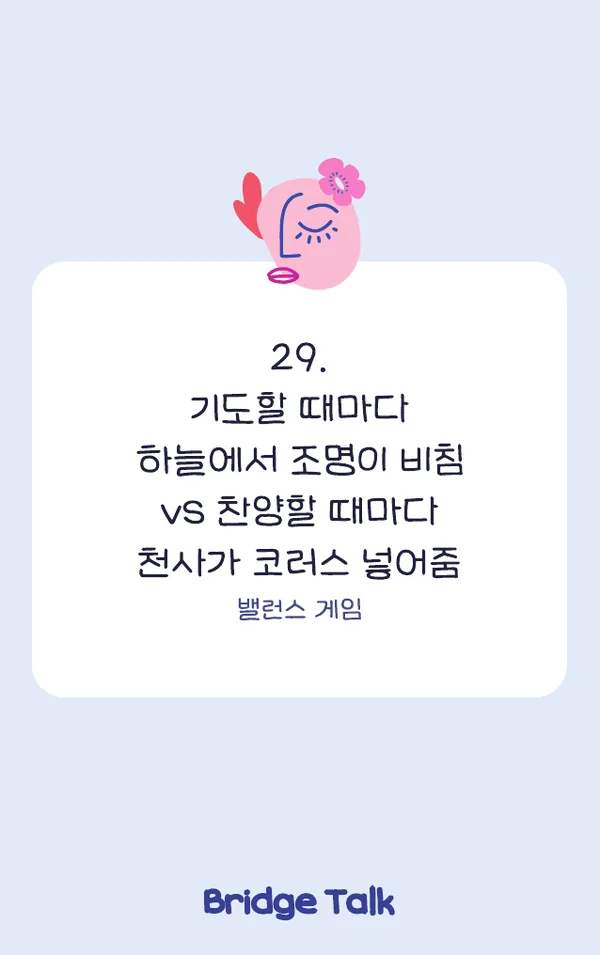 29.
기도할 때마다
하늘에서 조명이 비침
vs 찬양할 때마다
천사가 코러스 넣어줌
밸런스 게임
Bridge Talk